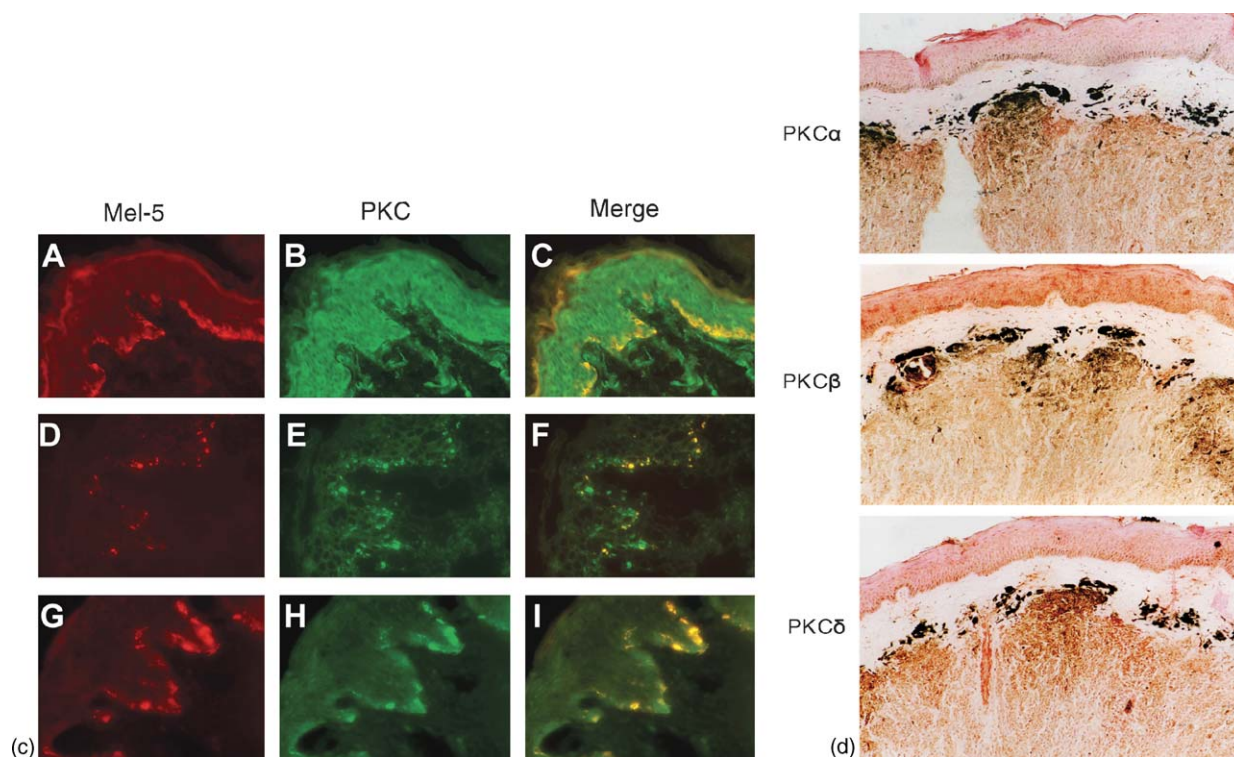 Mel-5 PKC Merge
A B C
D E F
G H I
(c)
PKCα
PKCβ
PKCδ
(d)